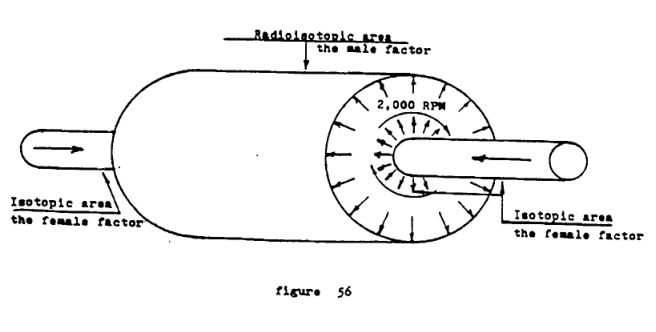 Radioisotopic area
the male factor
2,000 RPM
Isotopic area
the female factor
Isotopic area
the female factor
figure 56